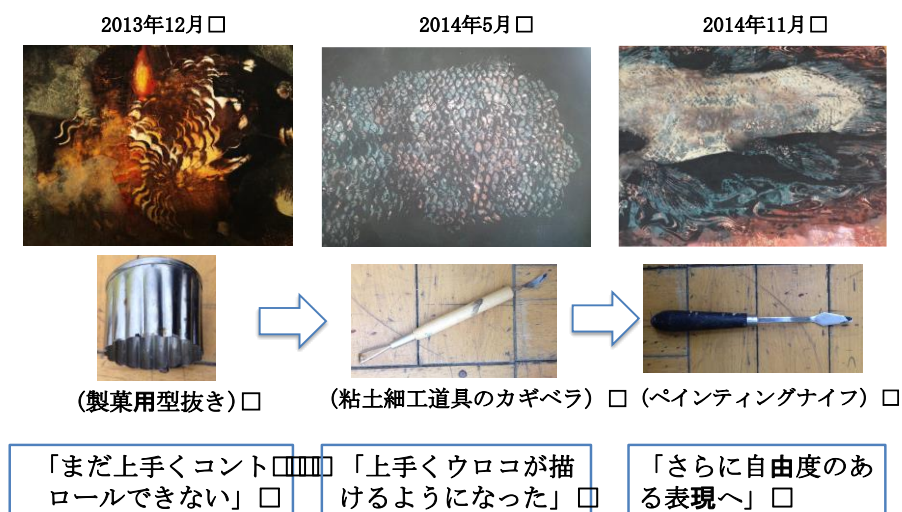 2013年12月□
2014年5月□
2014年11月□
(製菓用型抜き)□
(粘土細工道具のカギベラ) □
(ペインティングナイフ) □
「まだ上手くコント□□□□□
ロールできない」□
「上手くウロコが描
けるようになった」□
「さらに自由度のあ
る表現へ」□